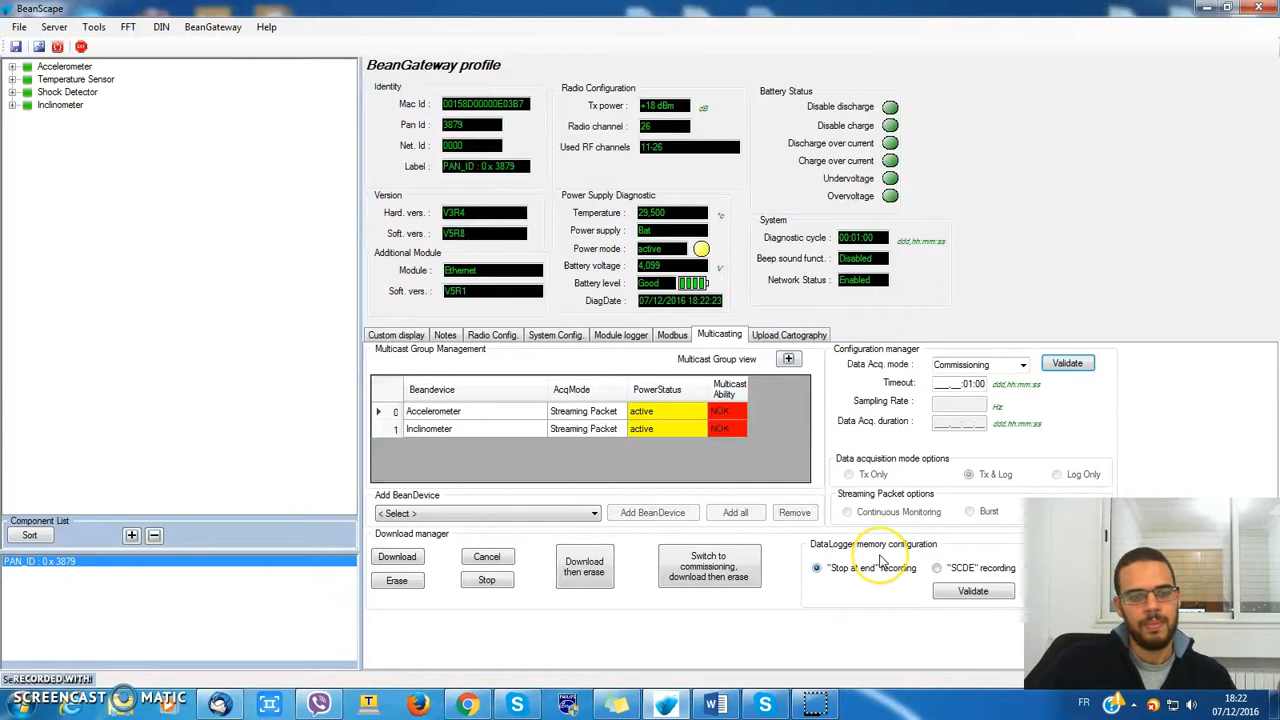 BeanScape
File Server Tools FFT DIN BeanGateway Help
Accelerometer
Temperature Sensor
Shock Detector
Inclinometer
Component List
Sort
PAN_ID : 0 x 3879
BeanGateway profile
Identity
Mac Id : 00158D00000E03B7
Pan Id : 3879
Net. Id : 0000
Label : PAN_ID : 0 x 3879
Version
Hard. vers. : V3R4
Soft. vers. : V5R8
Additional Module
Module : Ethernet
Soft. vers. : V5R1
Radio Configuration
Tx power : +18 dBm dB
Radio channel : 26
Used RF channels 11-26
Power Supply Diagnostic
Temperature : 29,500 °c
Power supply : Bat
Power mode : active
Battery voltage : 4,099 V
Battery level : Good
DiagDate : 07/12/2016 18:22:23
Battery Status
Disable discharge
Disable charge
Discharge over current
Charge over current
Undervoltage
Overvoltage
System
Diagnostic cycle : 00:01:00 ddd,hh:mm:ss
Beep sound funct. : Disabled
Network Status : Enabled
Custom display Notes Radio Config. System Config. Module logger Modbus Multicasting Upload Cartography
Multicast Group Management
Multicast Group view
Beandevice AcqMode PowerStatus Multicast Ability
0 Accelerometer Streaming Packet active NOK
1 Inclinometer Streaming Packet active NOK
Add BeanDevice
< Select > Add BeanDevice Add all Remove
Download manager
Download Cancel
Erase Stop
Download then erase
Switch to commissioning, download then erase
Configuration manager
Data Acq. mode : Commissioning Validate
Timeout : ___,__:01:00 ddd,hh:mm:ss
Sampling Rate : Hz
Data Acq. duration : ___,__:__:__ ddd,hh:mm:ss
Data acquisition mode options
Tx Only Tx & Log Log Only
Streaming Packet options
Continuous Monitoring Burst
DataLogger memory configuration
"Stop at end" recording "SCDE" recording
Validate
RECORDED WITH
SCREENCAST MATIC
FR
18:22
07/12/2016